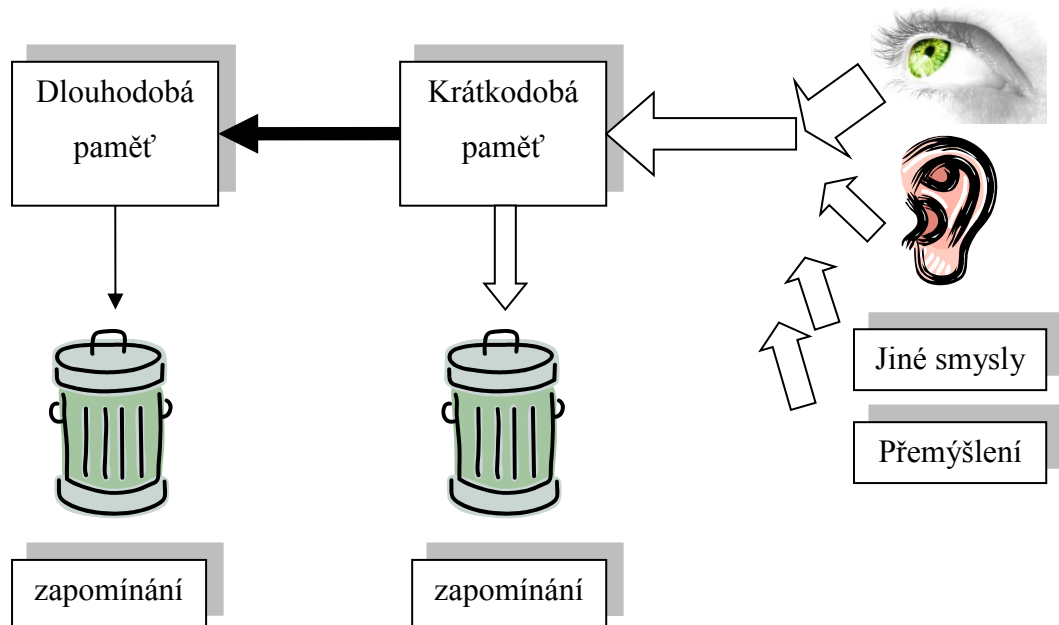 Dlouhodobá
paměť
Krátkodobá
paměť
Jiné smysly
Přemýšlení
zapomínání
zapomínání